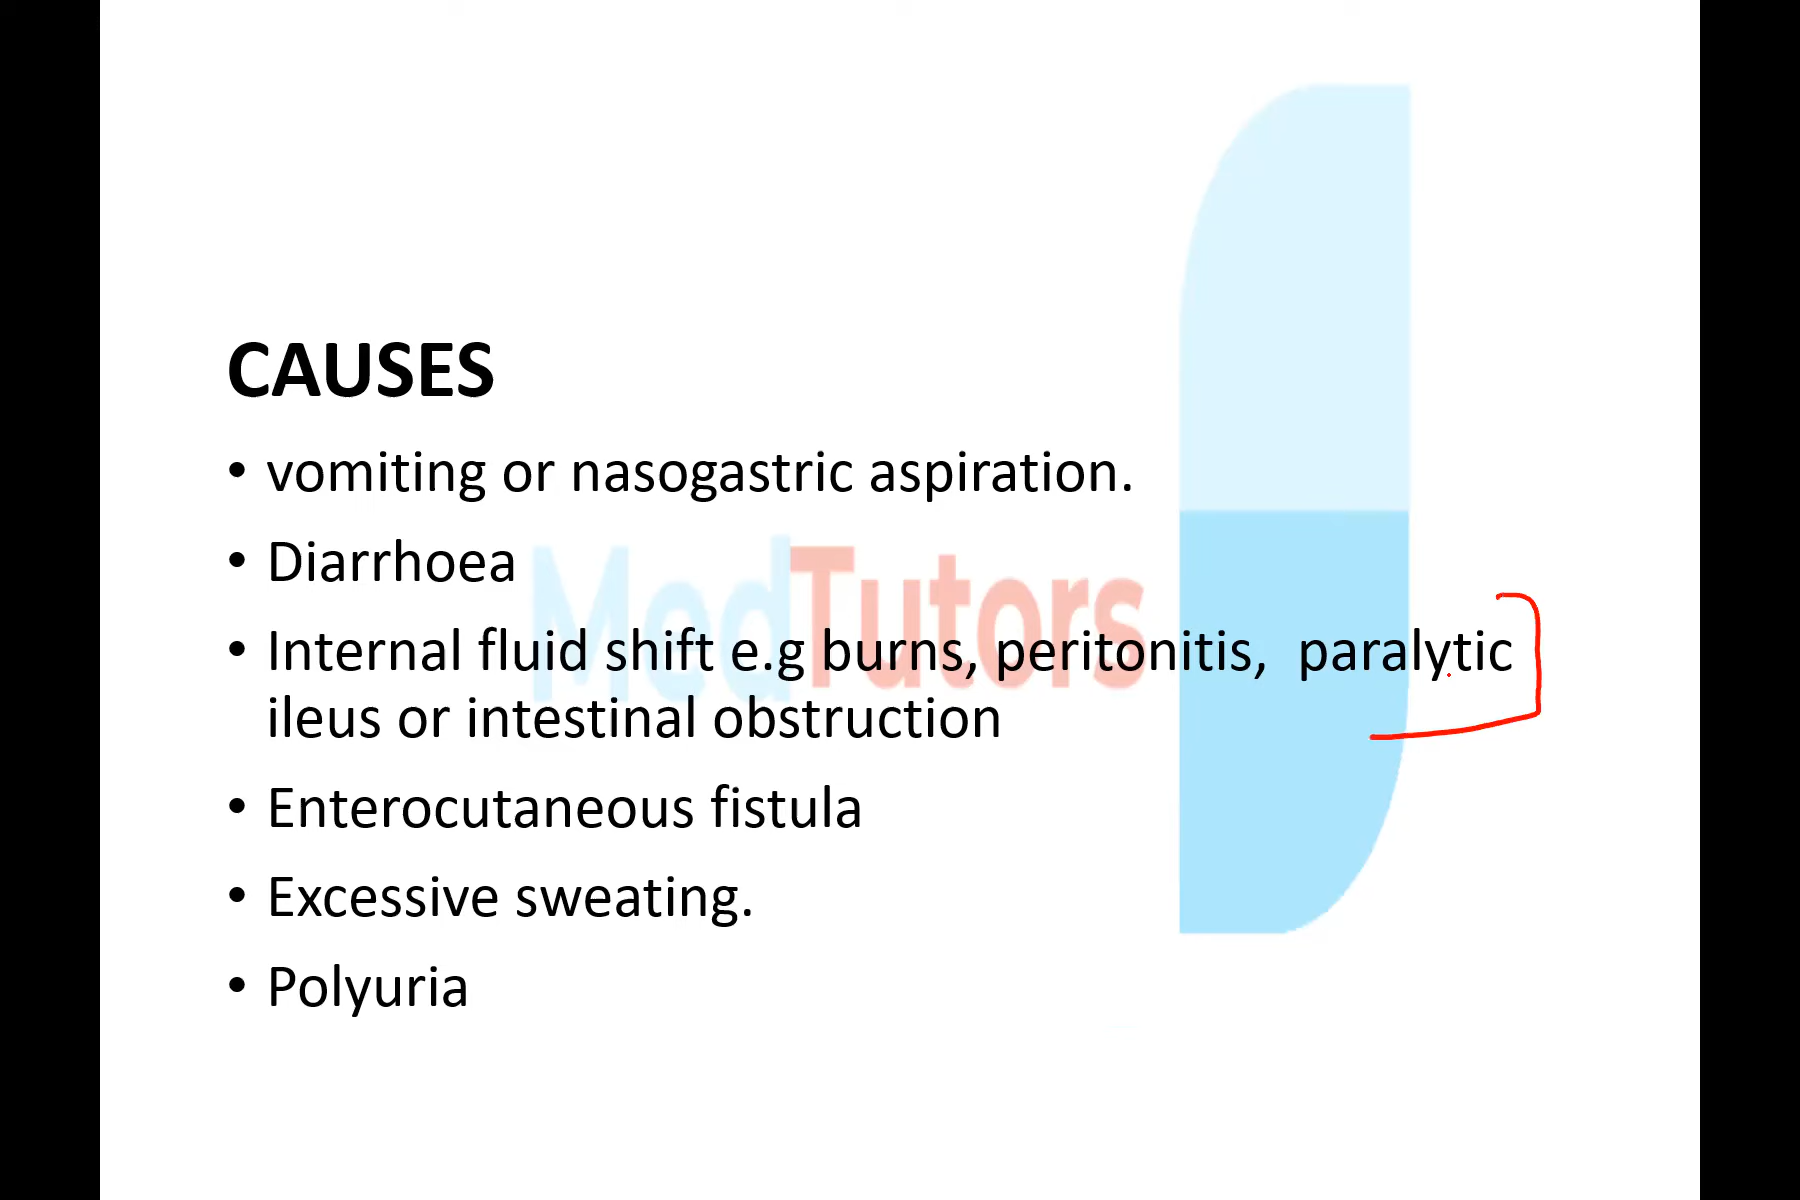 CAUSES
• vomiting or nasogastric aspiration.
• Diarrhoea
MedTutors
• Internal fluid shift e.g burns, peritonitis,  paralytic
ileus or intestinal obstruction
• Enterocutaneous fistula
• Excessive sweating.
• Polyuria